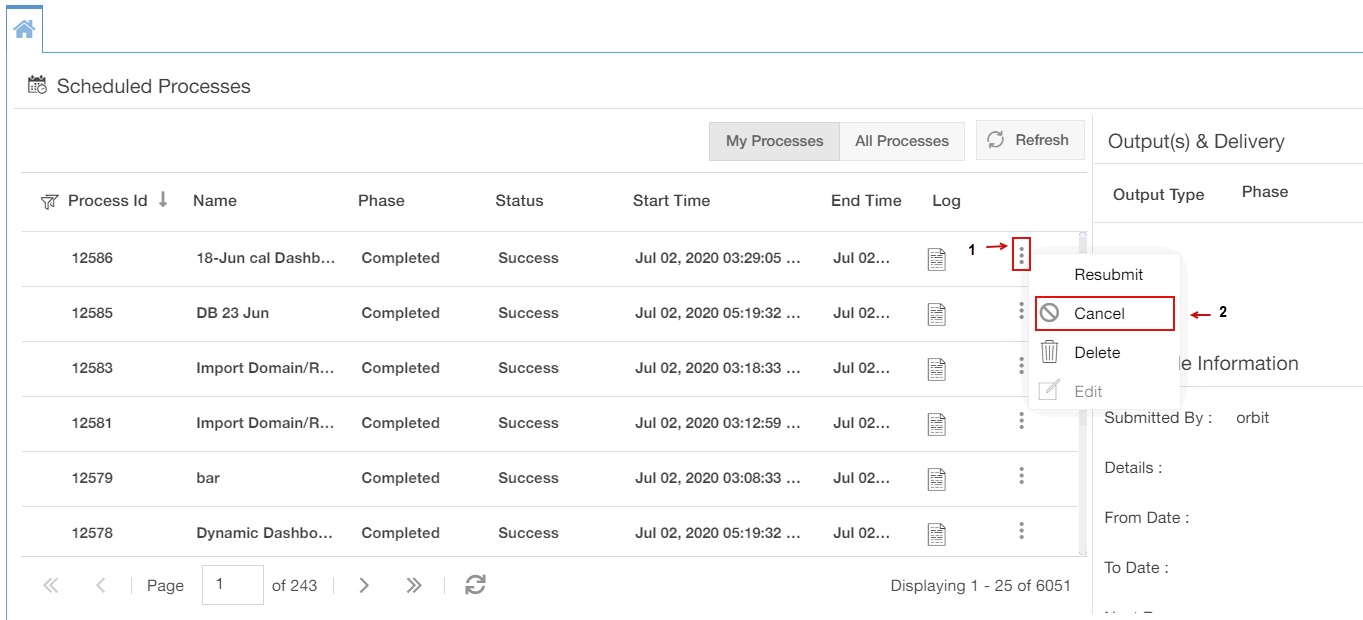 Scheduled Processes
My Processes All Processes Refresh
Output(s) & Delivery
Process Id Name Phase Status Start Time End Time Log
Output Type Phase
12586 18-Jun cal Dashb... Completed Success Jul 02, 2020 03:29:05 ... Jul 02... 1
Resubmit
12585 DB 23 Jun Completed Success Jul 02, 2020 05:19:32 ... Jul 02...
Cancel 2
Delete
12583 Import Domain/R... Completed Success Jul 02, 2020 03:18:33 ... Jul 02...
Information
Edit
12581 Import Domain/R... Completed Success Jul 02, 2020 03:12:59 ... Jul 02...
Submitted By : orbit
12579 bar Completed Success Jul 02, 2020 03:08:33 ... Jul 02...
Details :
From Date :
12578 Dynamic Dashbo... Completed Success Jul 02, 2020 05:19:32 ... Jul 02...
To Date :
Page 1 of 243 Displaying 1 - 25 of 6051